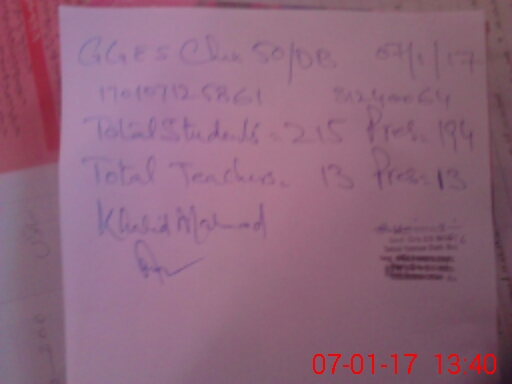 GGES Chak 50/DB 07/1/17
17010712 5861 31240064
Total Students = 215 Pres = 194
Total Teachers = 13 Pres = 13
Khalid Mahmood
07-01-17 13:40